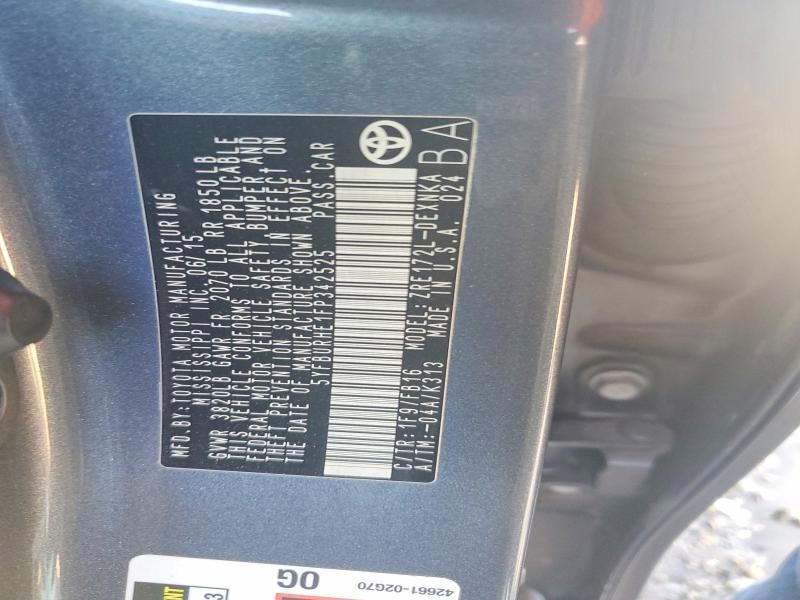 MFD.BY:TOYOTA MOTOR MANUFACTURING
MISSISSIPPI INC.06/15
GVWR 3820LB GAWR FR 2070 LB RR 1850LB
THIS VEHICLE CONFORMS TO ALL APPLICABLE
FEDERAL MOTOR VEHICLE SAFETY BUMPER,AND
THEFT PREVENTION STANDARDS IN EFFECT ON
THE DATE OF MANUFACTURE SHOWN ABOVE.
5YFBURHE1FP342525 PASS.CAR
C/TR:1F9/FB16 MODEL:ZRE172L-DEXNKA
A/TM:-04A/K313 MADE IN U.S.A. 024
BA
0G
42661-02G70